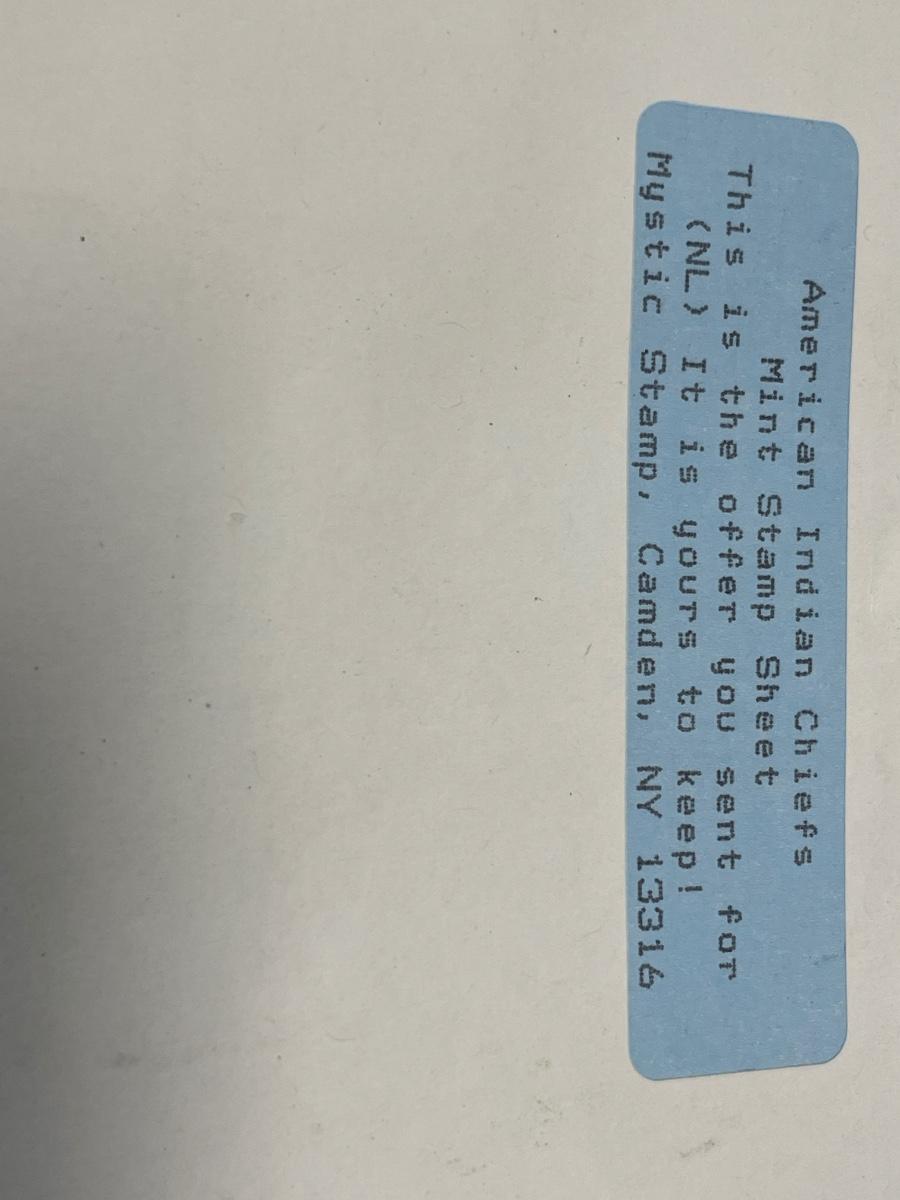 American Indian Chiefs
Mint Stamp Sheet
This is the offer you sent for
(NL) It is yours to keep!
Mystic Stamp, Camden, NY 13316